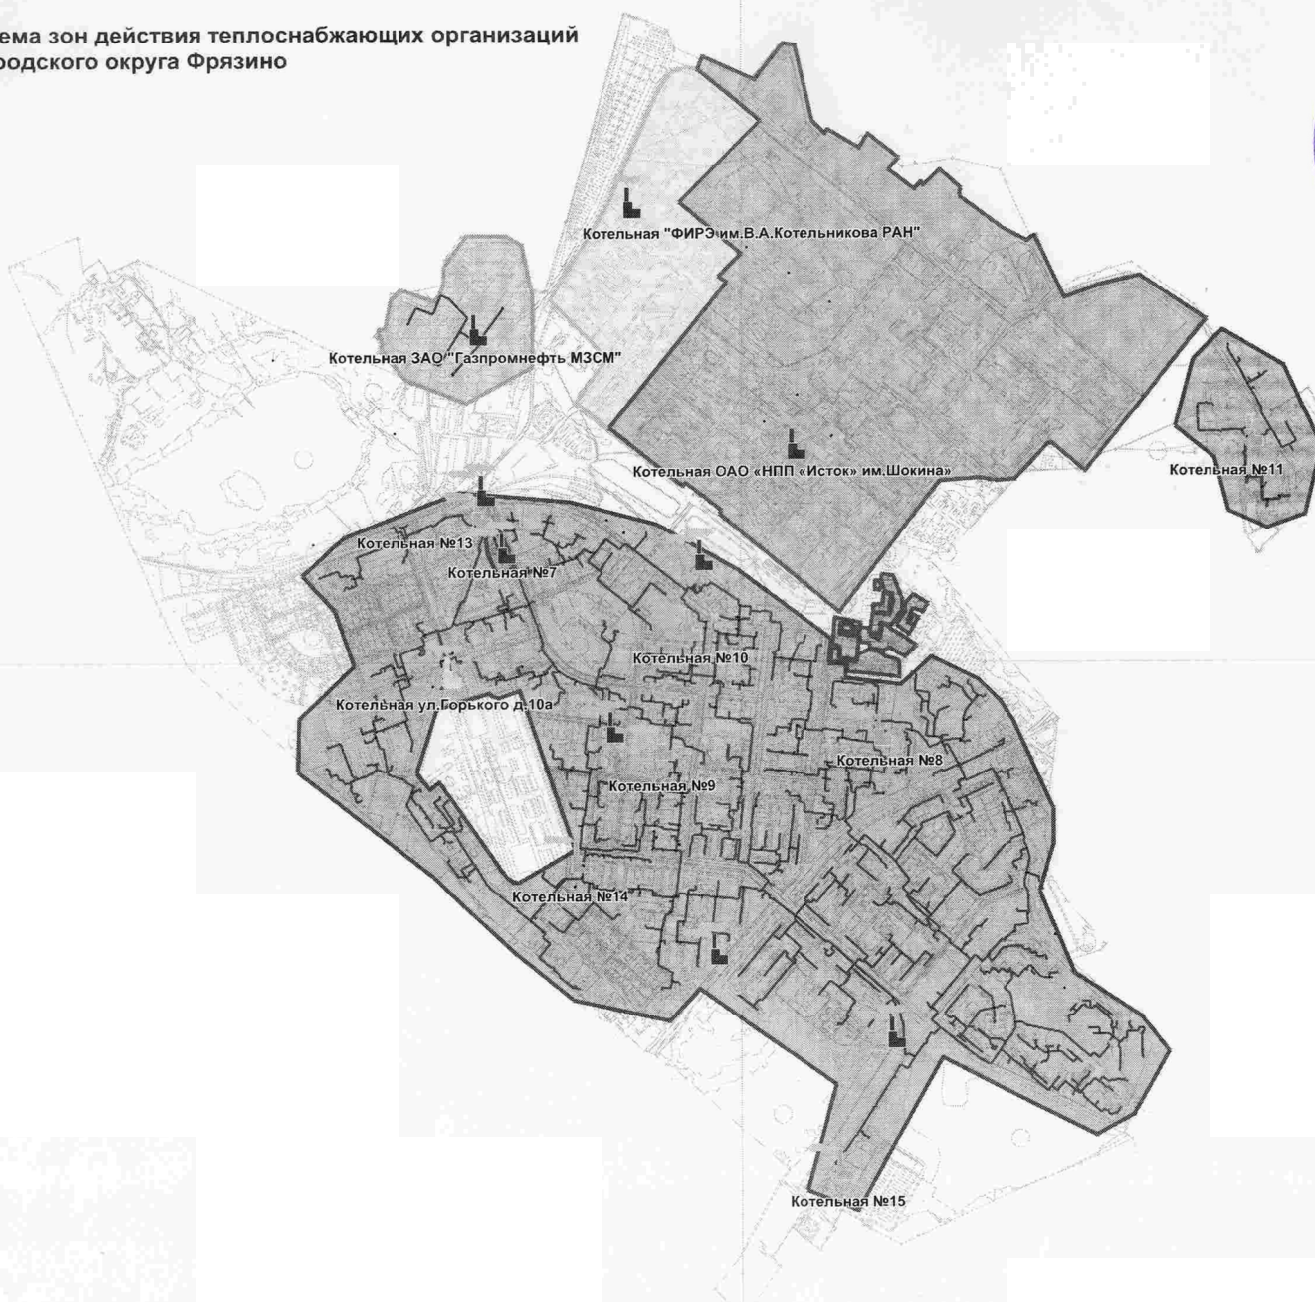 ема зон действия теплоснабжающих организаций
родского округа Фрязино
Котельная "ФИРЭ им.В.А.Котельникова РАН"
Котельная ЗАО "Газпромнефть МЗСМ"
Котельная ОАО «НПП «Исток» им.Шокина»
Котельная №11
Котельная №13
Котельная №7
Котельная №10
Котельная ул.Горького д.10а
Котельная №8
Котельная №9
Котельная №14
Котельная №15